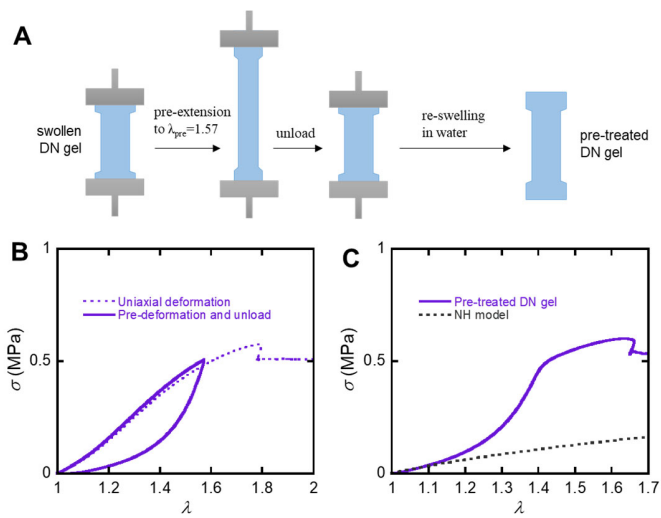 A
swollen
DN gel
pre-extension
to λpre=1.57
unload
re-swelling
in water
pre-treated
DN gel
B
Uniaxial deformation
Pre-deformation and unload
σ (MPa)
1
0.5
0
1 1.2 1.4 1.6 1.8 2
λ
C
Pre-treated DN gel
NH model
σ (MPa)
1
0.5
0
1 1.1 1.2 1.3 1.4 1.5 1.6 1.7
λ